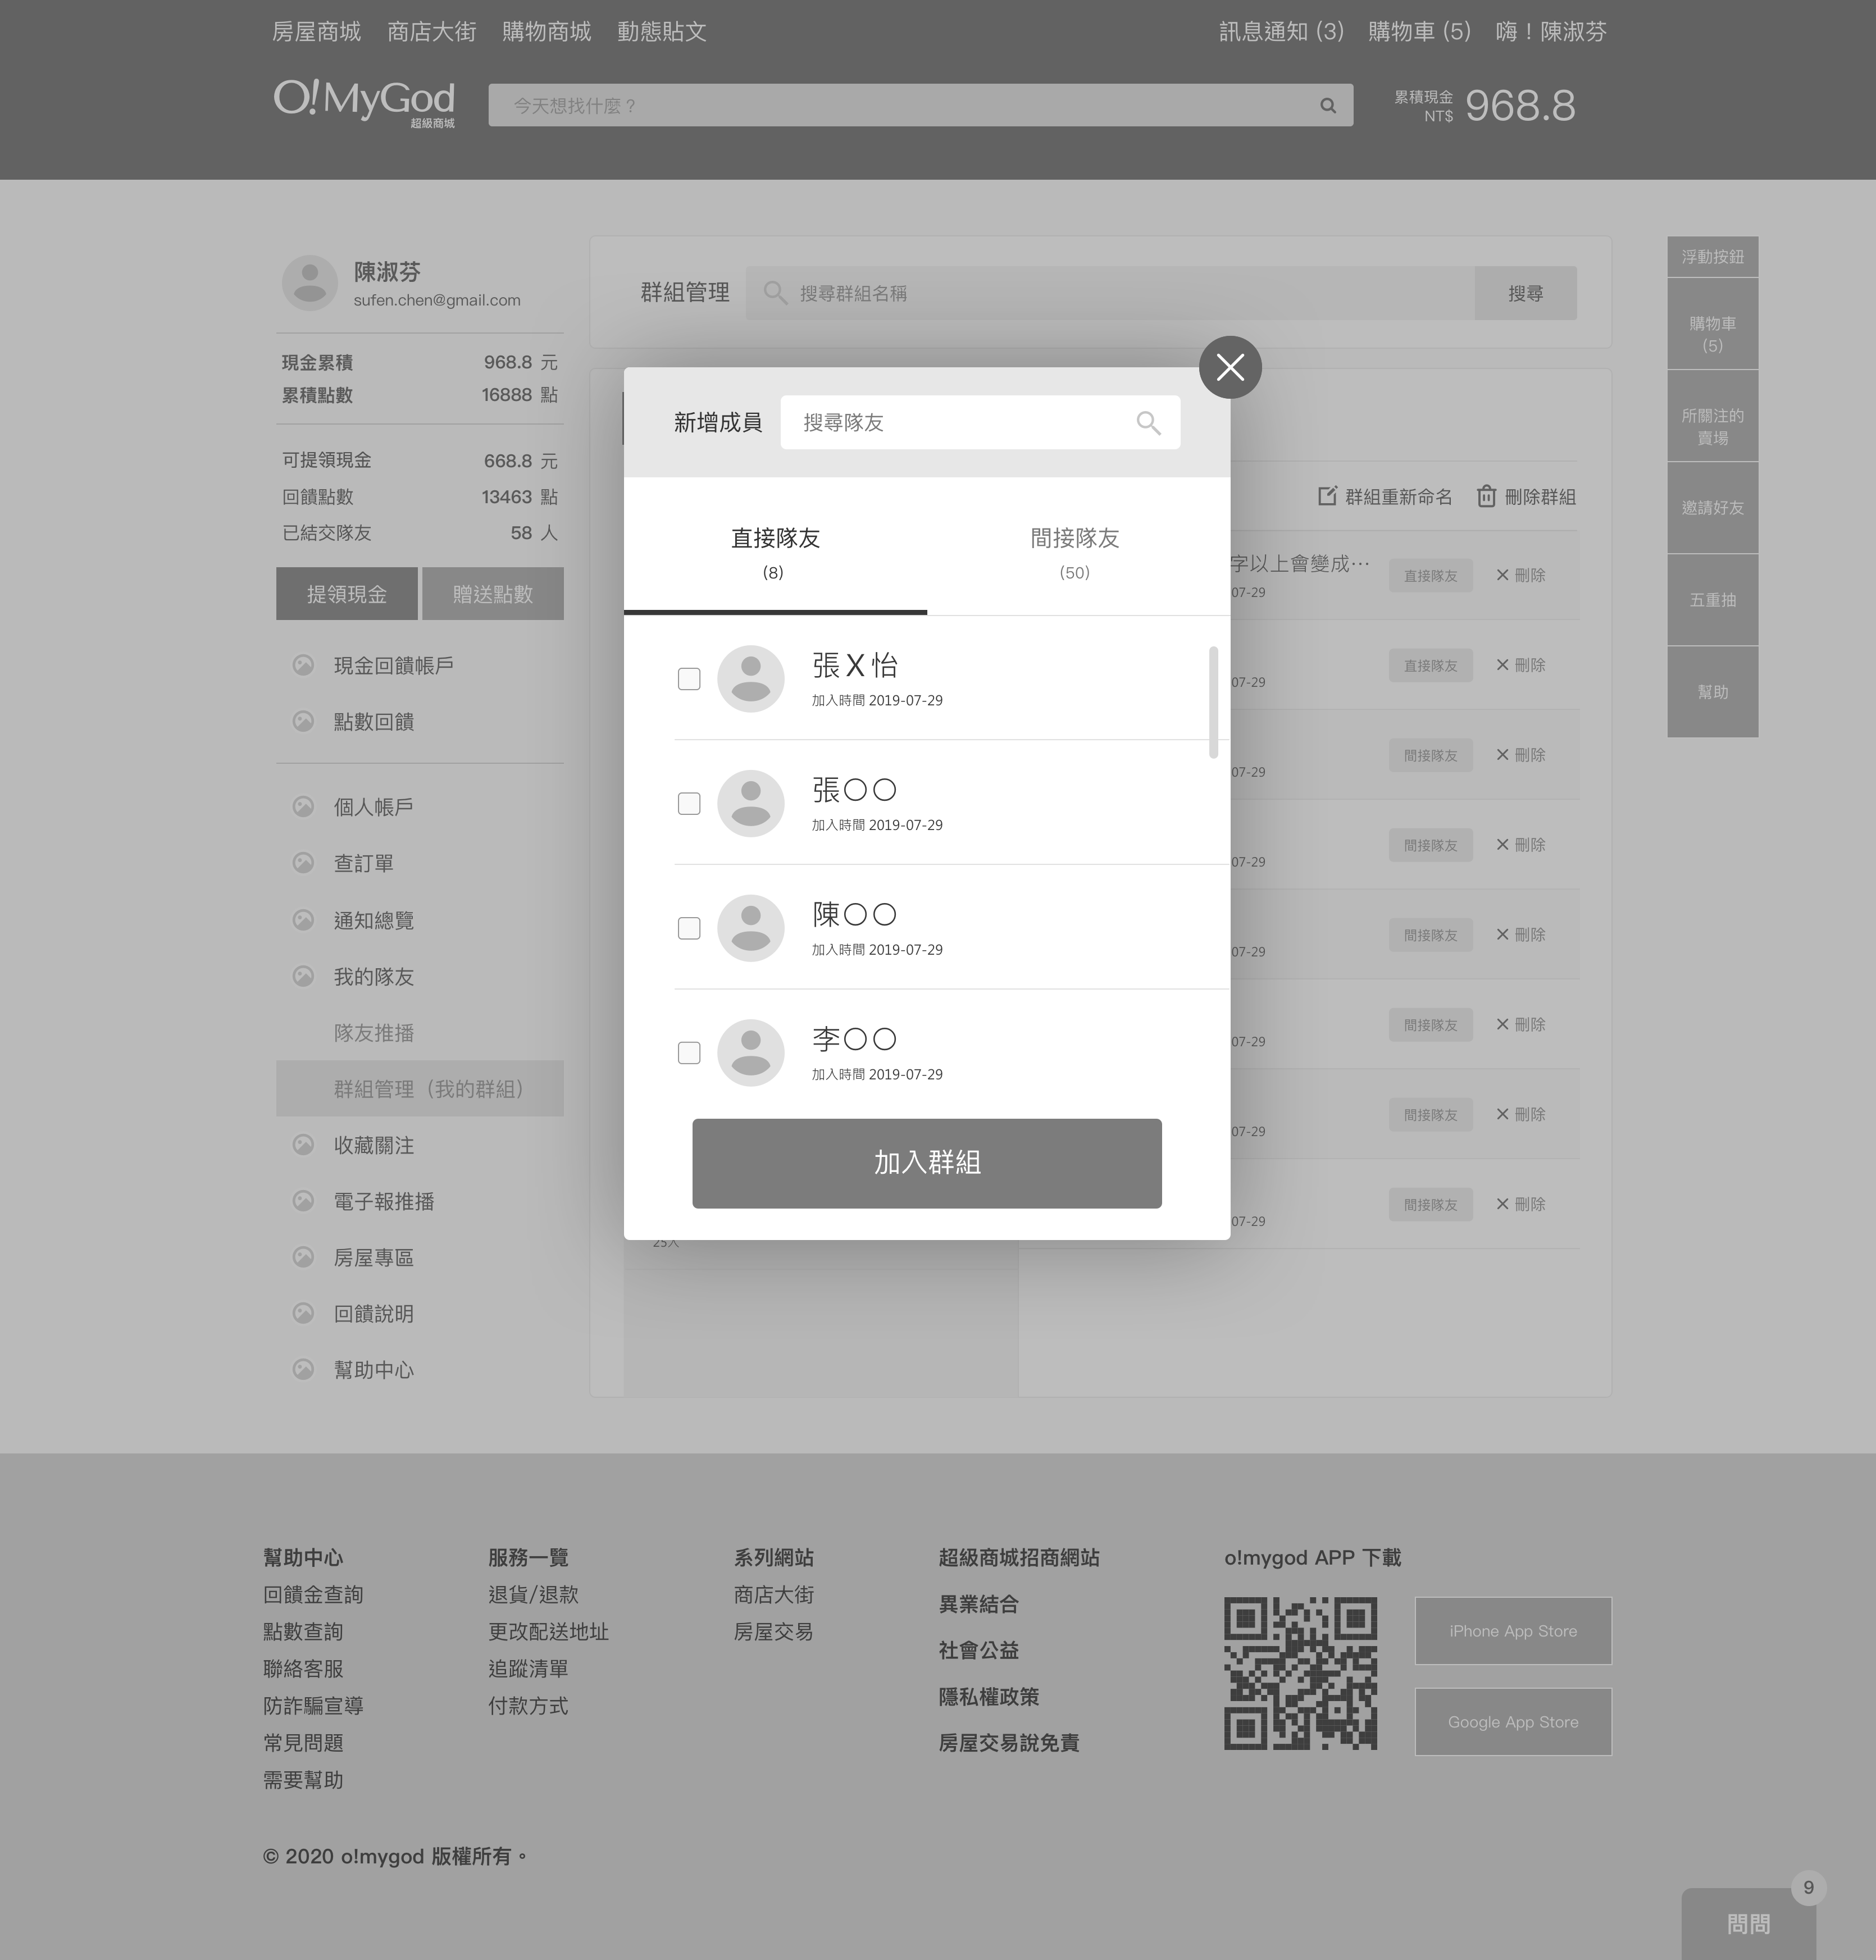 房屋商城 商店大街 購物商城 動態貼文 訊息通知 (3) 購物車 (5) 嗨！陳淑芬
O!MyGod
超級商城
今天想找什麼？
累積現金
NT$
968.8
陳淑芬
sufen.chen@gmail.com
現金累積 968.8 元
累積點數 16888 點
可提領現金 668.8 元
回饋點數 13463 點
已結交隊友 58 人
提領現金 贈送點數
現金回饋帳戶
點數回饋
個人帳戶
查訂單
通知總覽
我的隊友
隊友推播
群組管理（我的群組）
收藏關注
電子報推播
房屋專區
回饋說明
幫助中心
群組管理 搜尋群組名稱 搜尋
新增成員 搜尋隊友
直接隊友
(8)
間接隊友
(50)
張Ｘ怡
加入時間 2019-07-29
張○○
加入時間 2019-07-29
陳○○
加入時間 2019-07-29
李○○
加入時間 2019-07-29
加入群組
25人
群組重新命名 刪除群組
字以上會變成⋯
07-29
直接隊友 刪除
07-29
直接隊友 刪除
07-29
間接隊友 刪除
07-29
間接隊友 刪除
07-29
間接隊友 刪除
07-29
間接隊友 刪除
07-29
間接隊友 刪除
07-29
間接隊友 刪除
浮動按鈕
購物車
(5)
所關注的
賣場
邀請好友
五重抽
幫助
幫助中心
回饋金查詢
點數查詢
聯絡客服
防詐騙宣導
常見問題
需要幫助
服務一覽
退貨/退款
更改配送地址
追蹤清單
付款方式
系列網站
商店大街
房屋交易
超級商城招商網站
異業結合
社會公益
隱私權政策
房屋交易說免責
o!mygod APP 下載
iPhone App Store
Google App Store
© 2020 o!mygod 版權所有。
9
問問